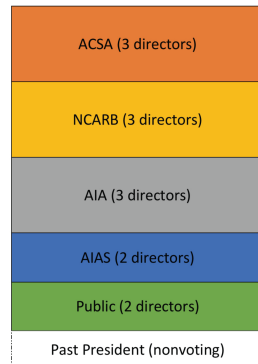 ACSA (3 directors)
NCARB (3 directors)
AIA (3 directors)
AIAS (2 directors)
Public (2 directors)
Past President (nonvoting)